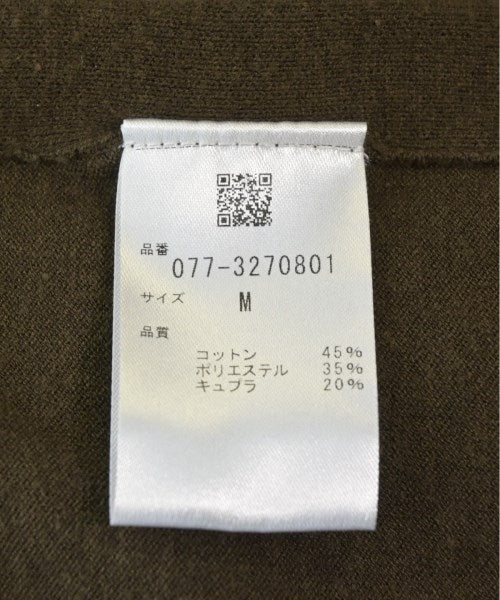 品番
077-3270801
サイズ M
品質
コットン 45%
ポリエステル 35%
キュプラ 20%